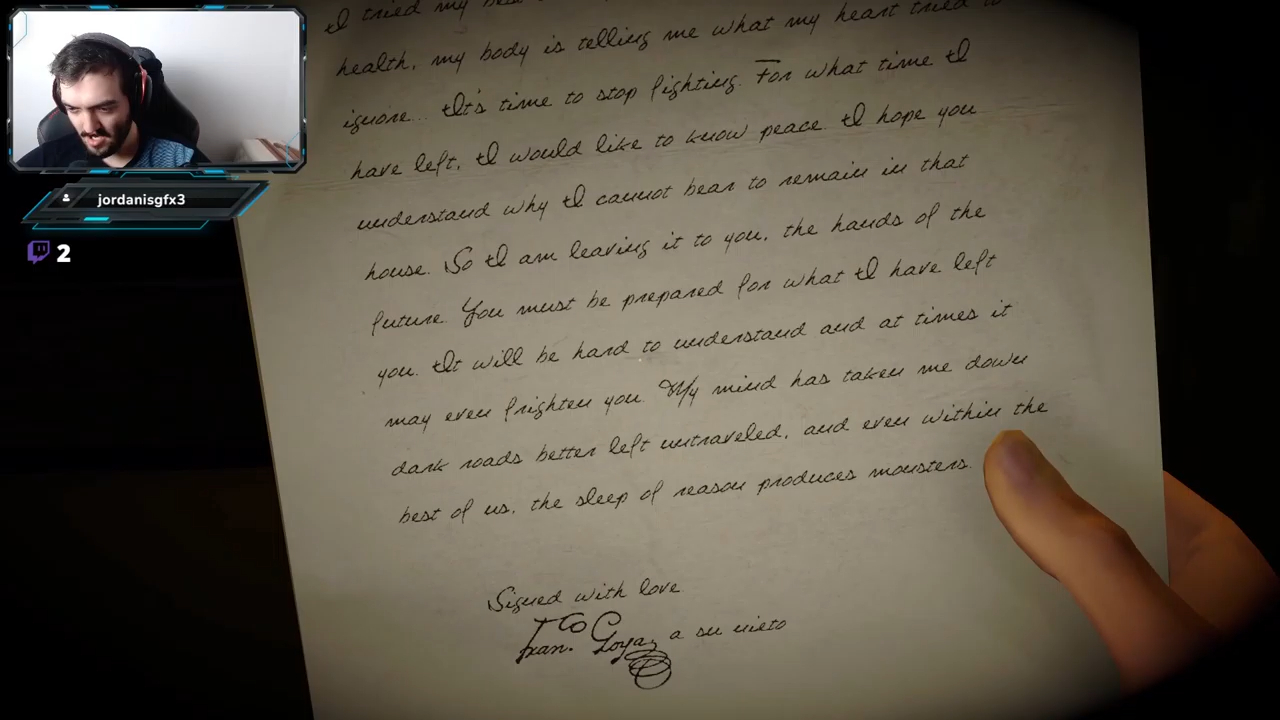 I tried my best
health, my body is telling me what my heart tried to
ignore... It's time to stop fighting. For what time I
have left, I would like to know peace. I hope you
understand why I cannot bear to remain in that
house. So I am leaving it to you, the hands of the
future. You must be prepared for what I have left
you. It will be hard to understand and at times it
may even frighten you. My mind has taken me down
dark roads better left untraveled, and even within the
best of us, the sleep of reason produces monsters.
Signed with love
Fran.co Goya, a su nieto
jordanisgfx3
2